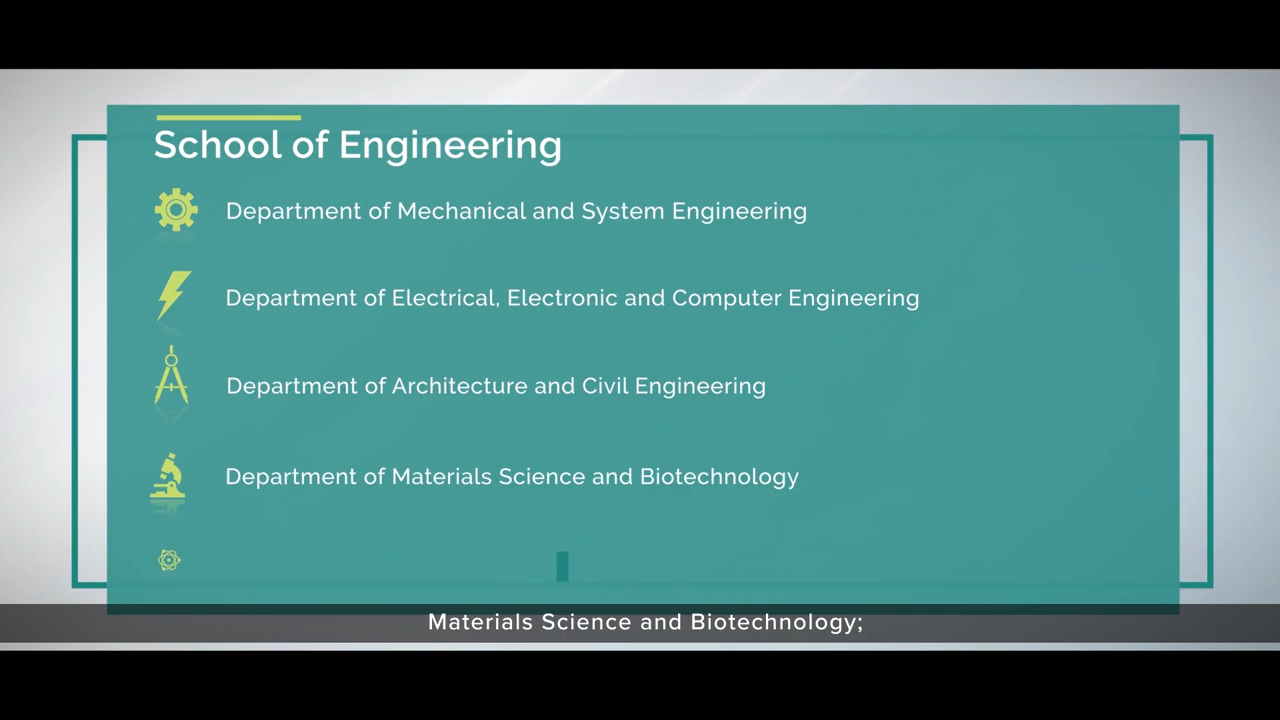 School of Engineering
Department of Mechanical and System Engineering
Department of Electrical, Electronic and Computer Engineering
Department of Architecture and Civil Engineering
Department of Materials Science and Biotechnology
Materials Science and Biotechnology;